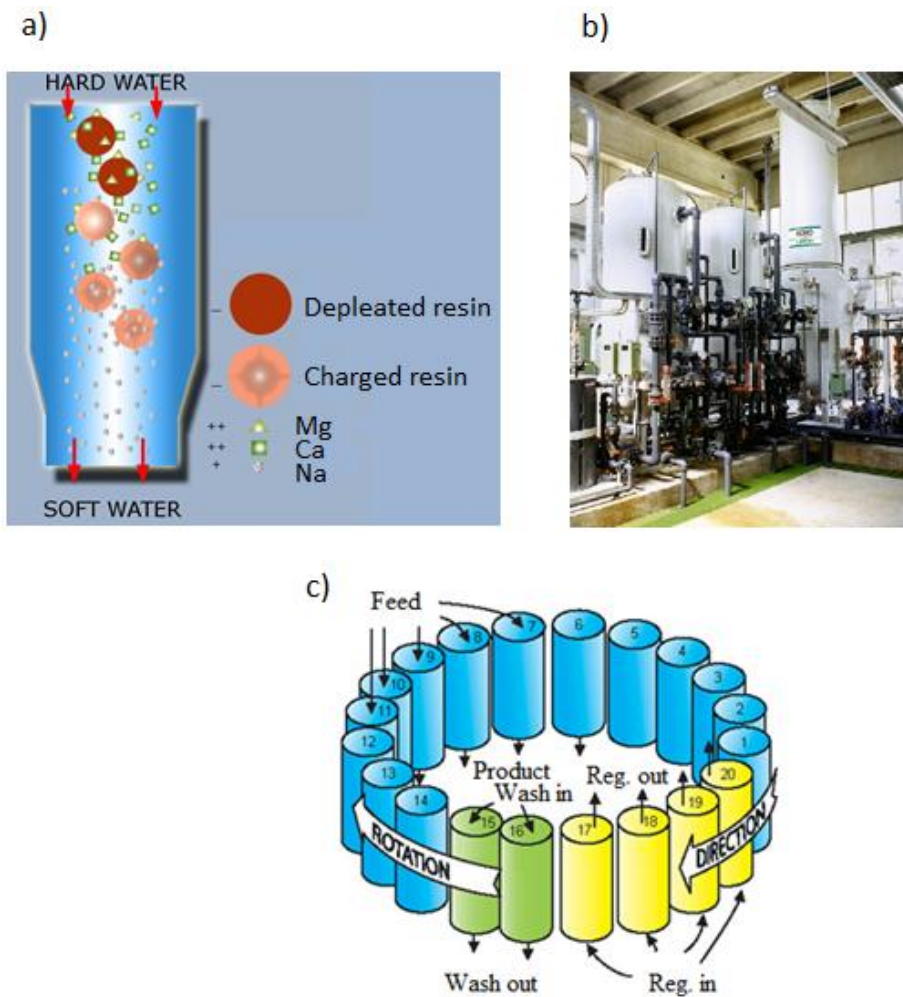 a)
b)
HARD WATER
Depleated resin
Charged resin
++ Mg
++ Ca
+ Na
SOFT WATER
c)
Feed
7
6
5
8
4
9
3
10
2
11
1
12
20
13
Product
Reg. out
19
14
Wash in
18
15
16
17
ROTATION
DIRECTION
Wash out
Reg. in